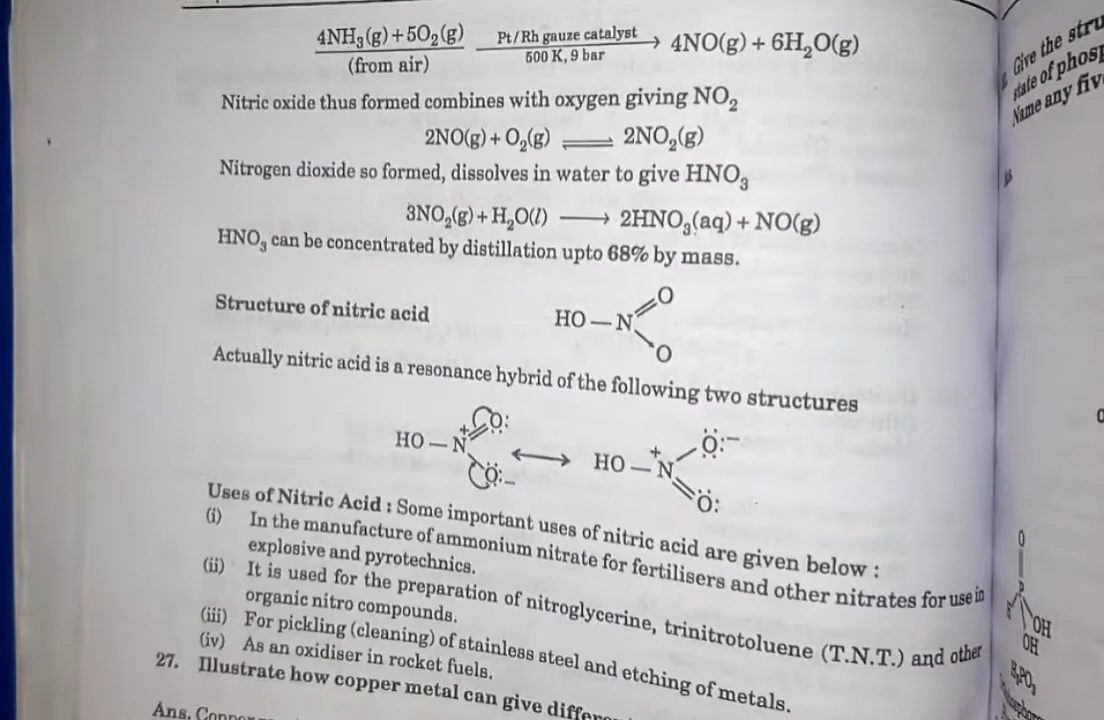 4NH₃(g) + 5O₂(g) Pt/Rh gauze catalyst → 4NO(g) + 6H₂O(g)
(from air) 500 K, 9 bar
Nitric oxide thus formed combines with oxygen giving NO₂
2NO(g) + O₂(g) ⇌ 2NO₂(g)
Nitrogen dioxide so formed, dissolves in water to give HNO₃
3NO₂(g) + H₂O(l) ⟶ 2HNO₃(aq) + NO(g)
HNO₃ can be concentrated by distillation upto 68% by mass.
Structure of nitric acid HO — N O O
Actually nitric acid is a resonance hybrid of the following two structures
HO — N⁺ Ö: Ö:⁻ ⟷ HO — N⁺ Ö:⁻ Ö:
Uses of Nitric Acid : Some important uses of nitric acid are given below :
(i) In the manufacture of ammonium nitrate for fertilisers and other nitrates for use in
explosive and pyrotechnics.
(ii) It is used for the preparation of nitroglycerine, trinitrotoluene (T.N.T.) and other
organic nitro compounds.
(iii) For pickling (cleaning) of stainless steel and etching of metals.
(iv) As an oxidiser in rocket fuels.
27. Illustrate how copper metal can give
Ans.
Give the
state of
Name any
O
P
OH
OH